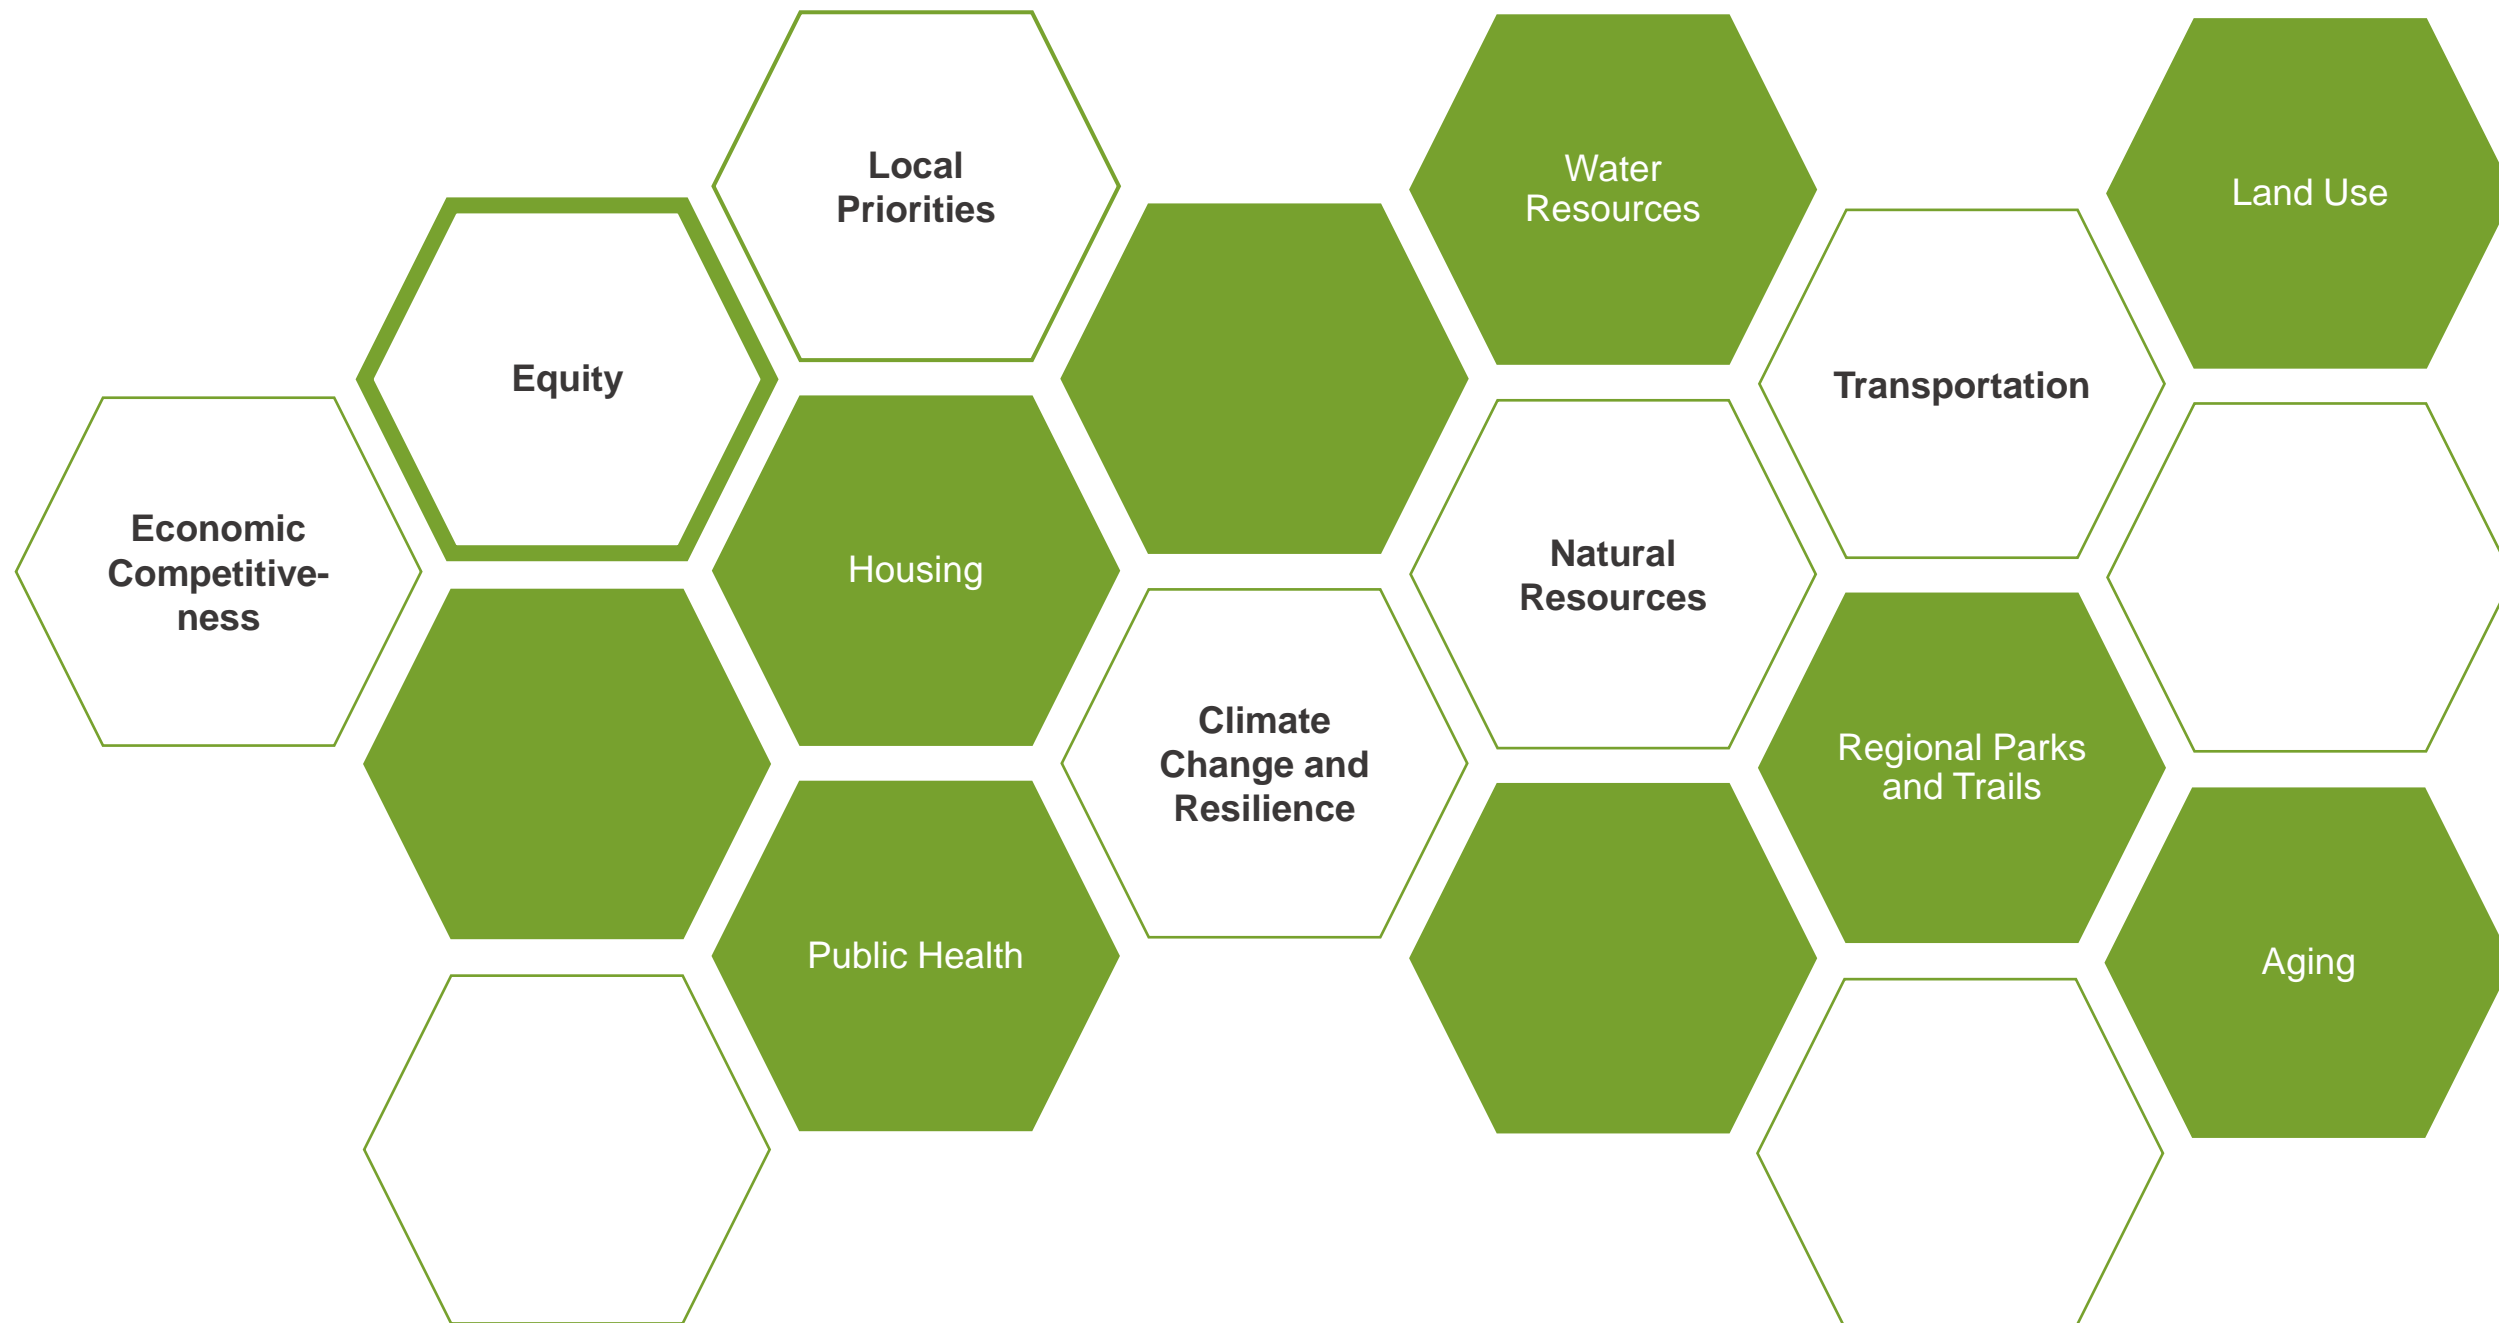 Local
Priorities
Water
Resources
Land Use
Equity
Transportation
Economic
Competitive-
ness
Housing
Natural
Resources
Climate
Change and
Resilience
Regional Parks
and Trails
Public Health
Aging